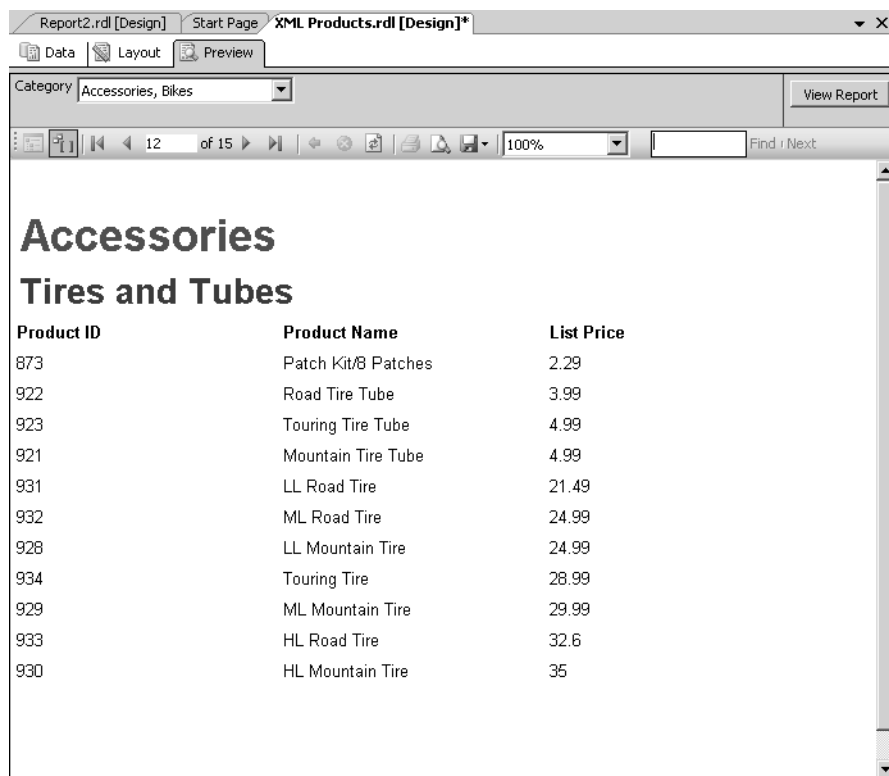 Report2.rdl [Design] Start Page XML Products.rdl [Design]*
Data Layout Preview
Category Accessories, Bikes View Report
12 of 15 100% Find Next
Accessories
Tires and Tubes
Product ID Product Name List Price
873 Patch Kit/8 Patches 2.29
922 Road Tire Tube 3.99
923 Touring Tire Tube 4.99
921 Mountain Tire Tube 4.99
931 LL Road Tire 21.49
932 ML Road Tire 24.99
928 LL Mountain Tire 24.99
934 Touring Tire 28.99
929 ML Mountain Tire 29.99
933 HL Road Tire 32.6
930 HL Mountain Tire 35